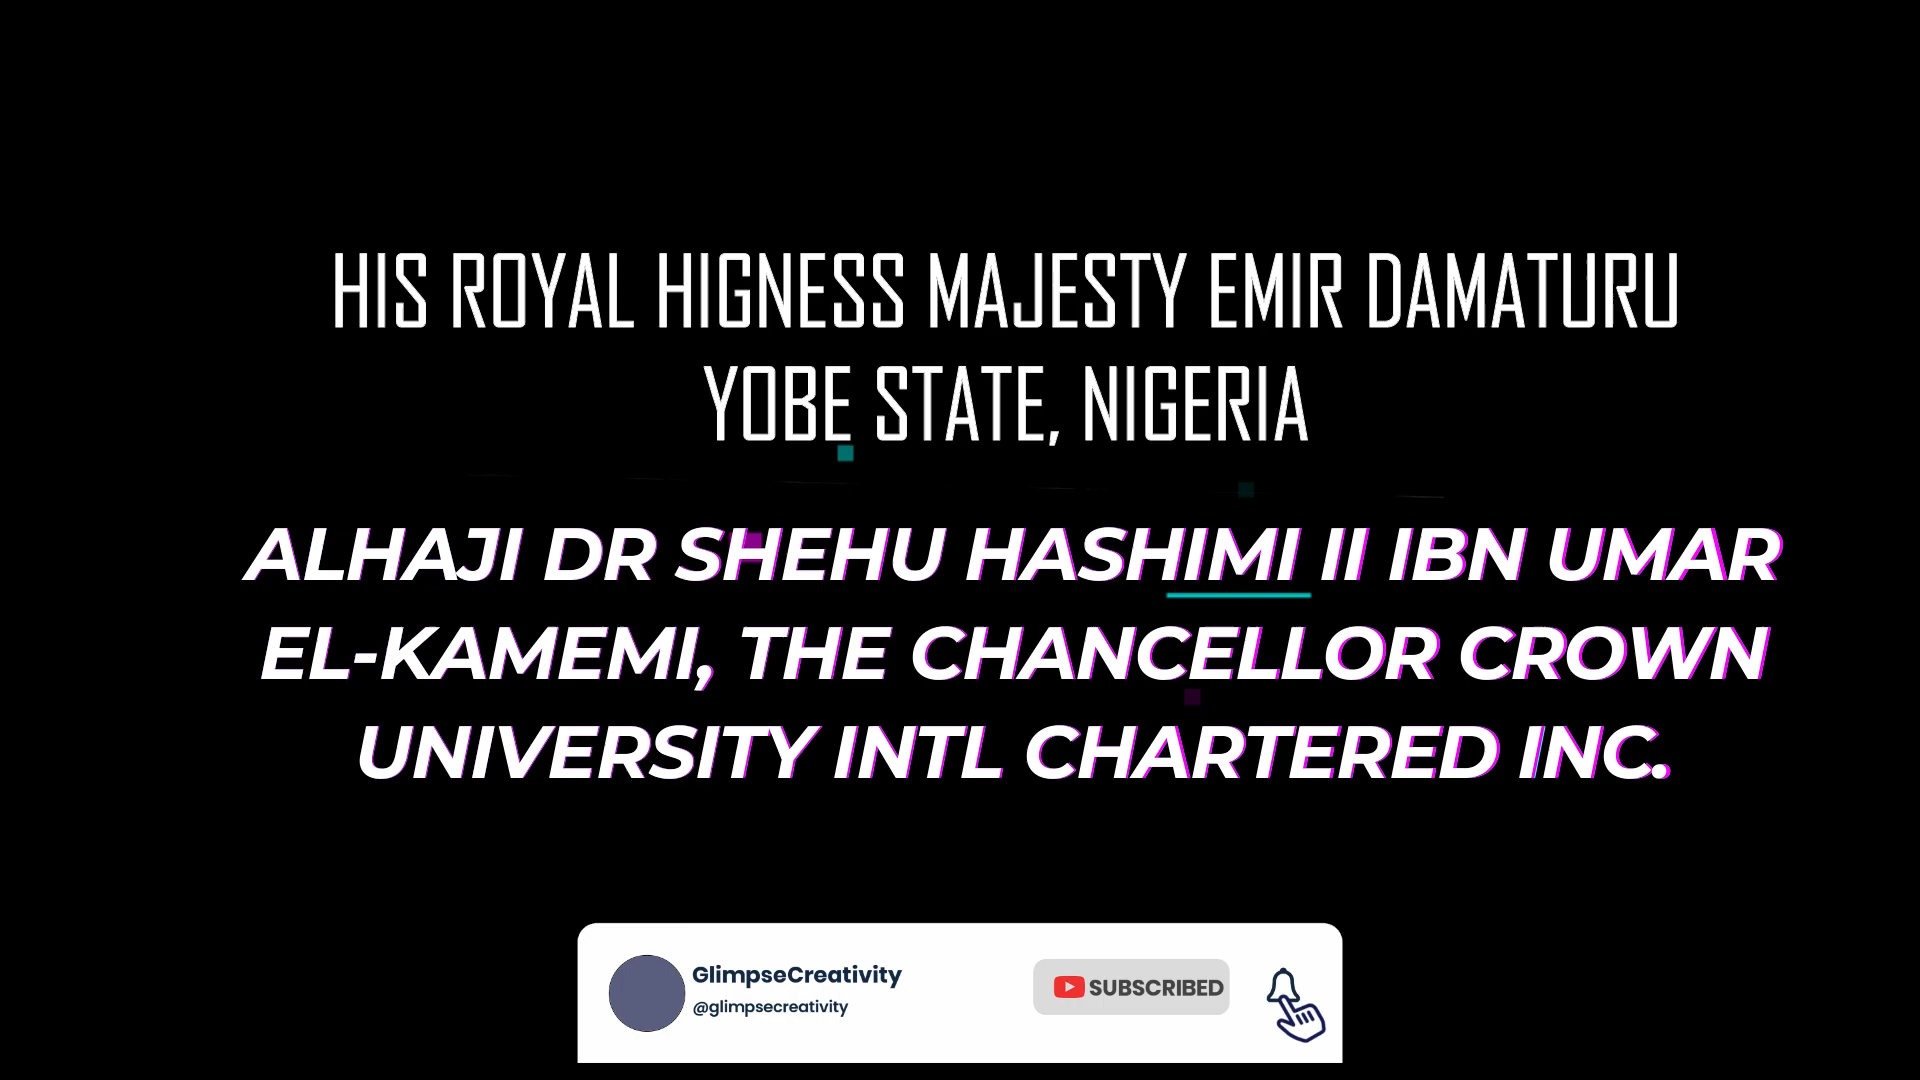 HIS ROYAL HIGNESS MAJESTY EMIR DAMATURU
YOBE STATE, NIGERIA
ALHAJI DR SHEHU HASHIMI II IBN UMAR
EL-KAMEMI, THE CHANCELLOR CROWN
UNIVERSITY INTL CHARTERED INC.
GlimpseCreativity
@glimpsecreativity
SUBSCRIBED